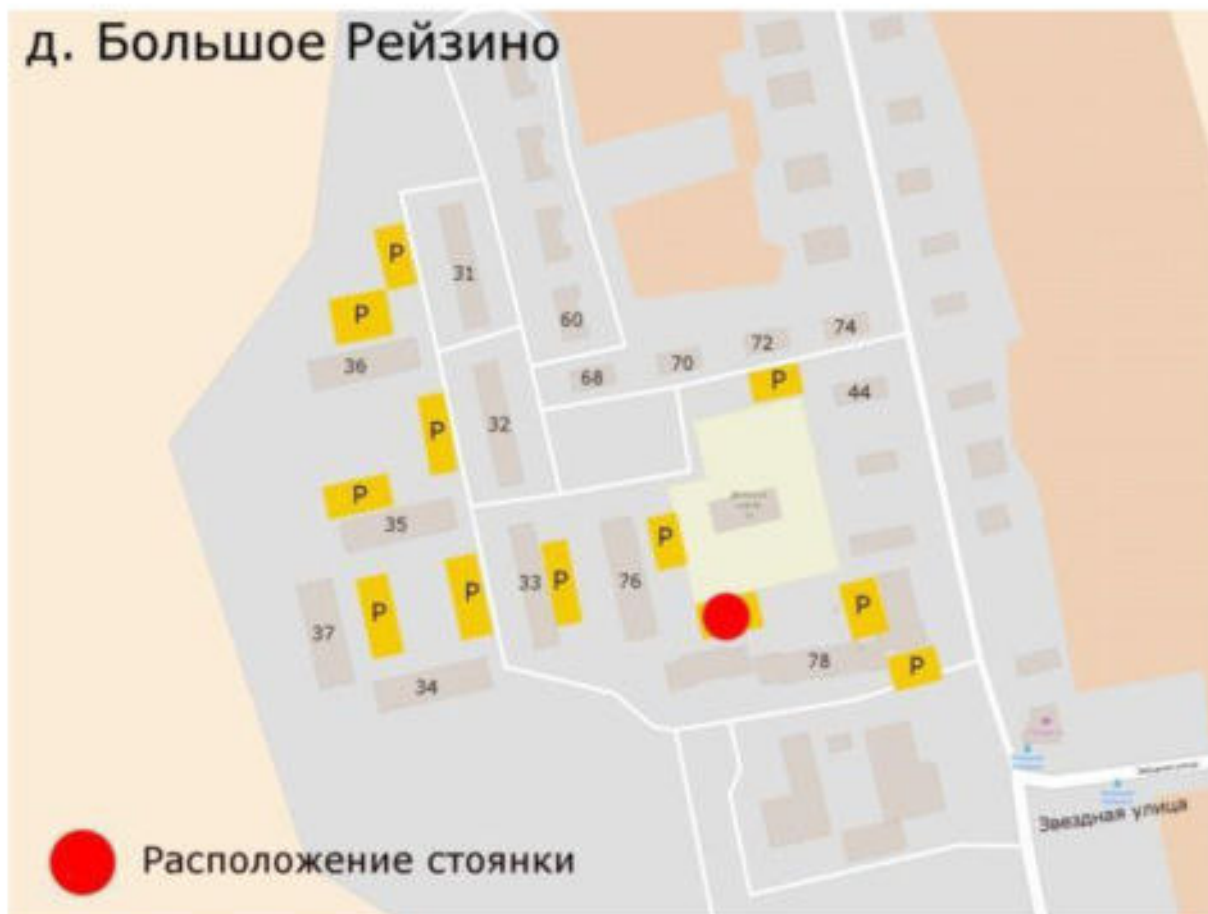 д. Большое Рейзино
P
31
P
60
74
72
36
70
68
P
44
P
32
P
35
P
33
P
76
P
P
P
P
37
78
P
34
Звездная улица
Расположение стоянки